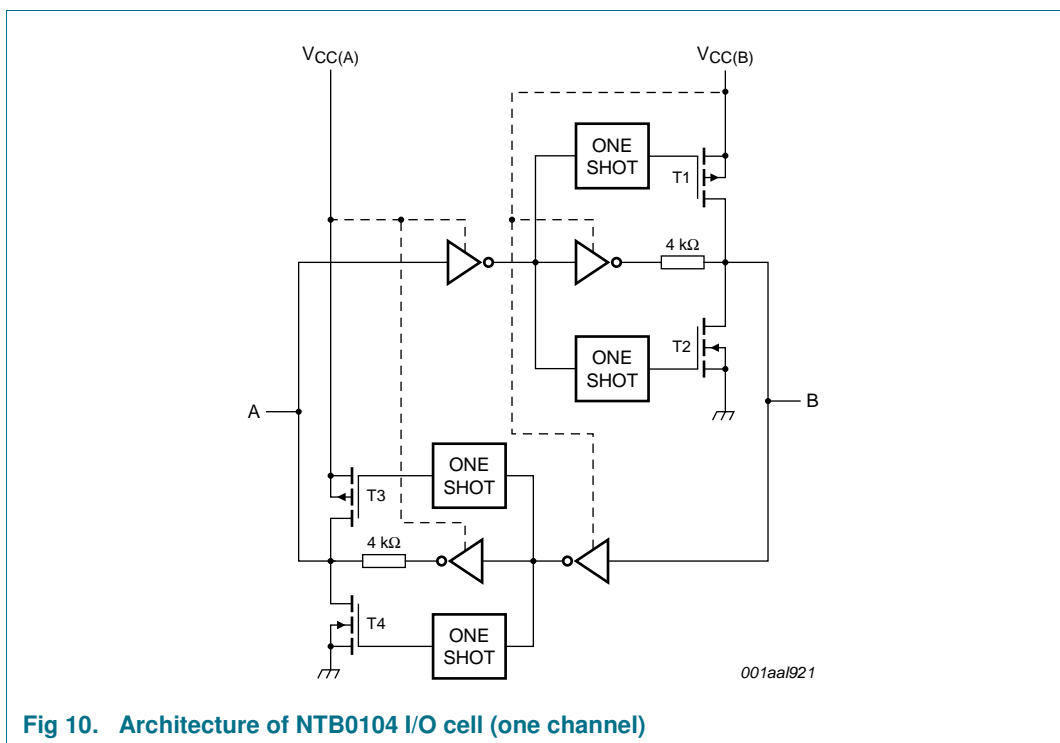 VCC(A)
VCC(B)
ONE
SHOT
T1
4 kΩ
ONE
SHOT
T2
A
B
ONE
SHOT
T3
4 kΩ
T4
ONE
SHOT
001aal921
Fig 10. Architecture of NTB0104 I/O cell (one channel)